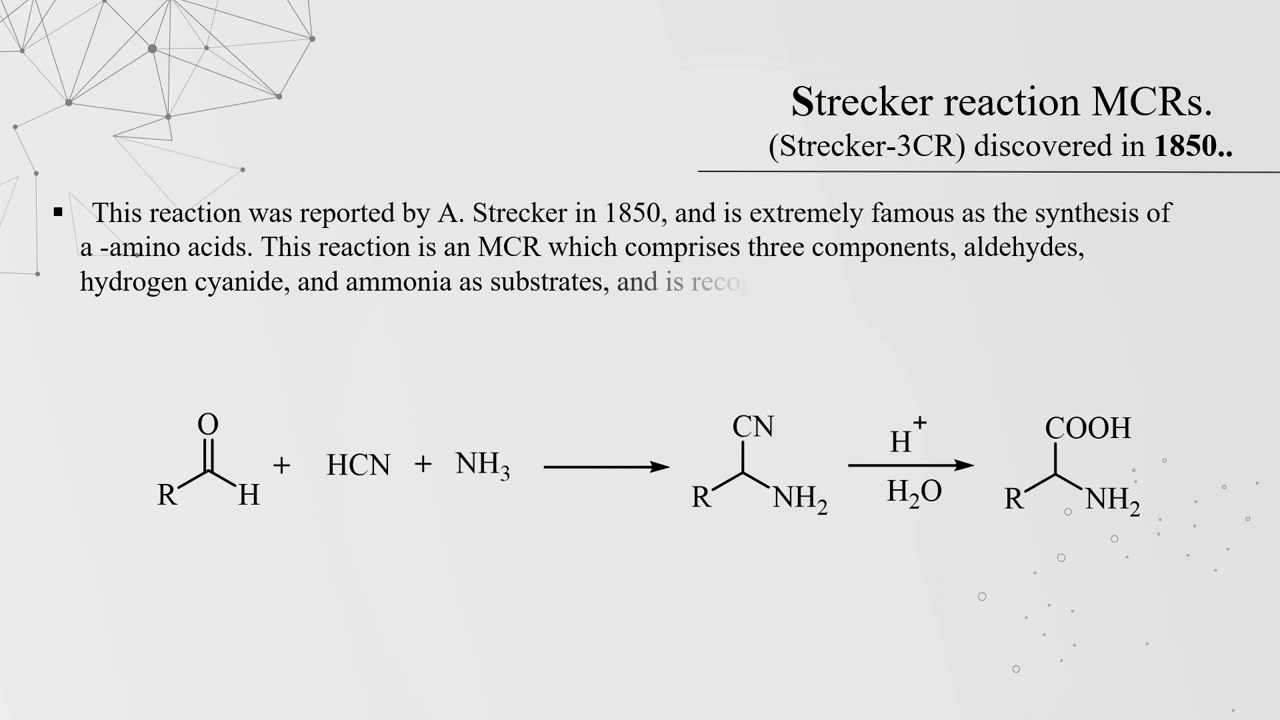 Strecker reaction MCRs.
(Strecker-3CR) discovered in 1850..
▪ This reaction was reported by A. Strecker in 1850, and is extremely famous as the synthesis of
a -amino acids. This reaction is an MCR which comprises three components, aldehydes,
hydrogen cyanide, and ammonia as substrates, and is
O
R H + HCN + NH₃
CN
R NH₂
H⁺
H₂O
COOH
R NH₂